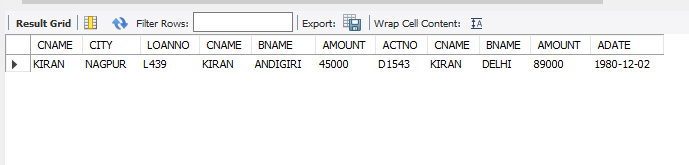 Result Grid Filter Rows: Export: Wrap Cell Content: IA
CNAME CITY LOANNO CNAME BNAME AMOUNT ACTNO CNAME BNAME AMOUNT ADATE
KIRAN NAGPUR L439 KIRAN ANDIGIRI 45000 D1543 KIRAN DELHI 89000 1980-12-02